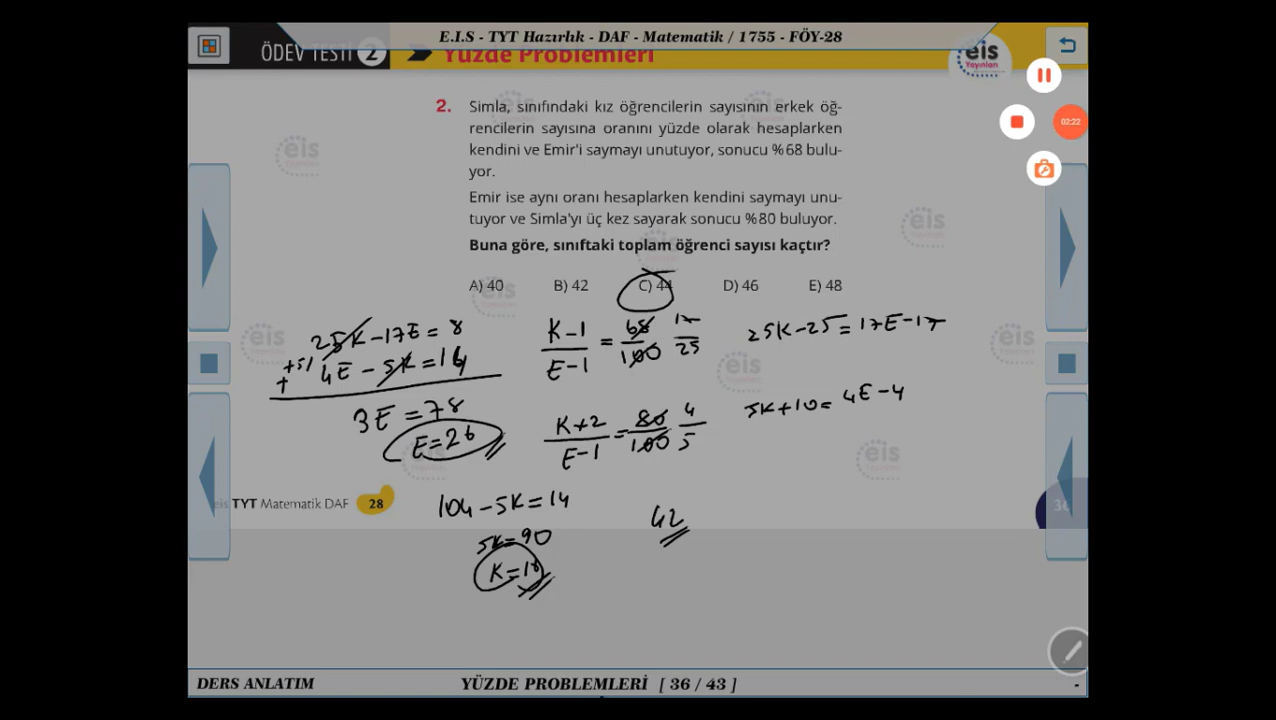 E.I.S - TYT Hazırlık - DAF - Matematik / 1755 - FÖY-28
ÖDEV TESTİ 2
Yüzde Problemleri
eis
Yayınları
02:22
2. Simla, sınıfındaki kız öğrencilerin sayısının erkek öğ-
rencilerin sayısına oranını yüzde olarak hesaplarken
kendini ve Emir'i saymayı unutuyor, sonucu %68 bulu-
yor.
Emir ise aynı oranı hesaplarken kendini saymayı unu-
tuyor ve Simla'yı üç kez sayarak sonucu %80 buluyor.
Buna göre, sınıftaki toplam öğrenci sayısı kaçtır?
A) 40 B) 42 C) 44 D) 46 E) 48
25K - 17E = 8
+5/ 4E - 5K = 14
+
3E = 78
E = 26
104 - 5K = 14
5K = 90
K = 18
K-1 / E-1 = 68 / 100 17 / 25
25K - 25 = 17E - 17
K+2 / E-1 = 80 / 100 4 / 5
5K + 10 = 4E - 4
42
eis TYT Matematik DAF 28
DERS ANLATIM
YÜZDE PROBLEMLERİ [ 36 / 43 ]
-